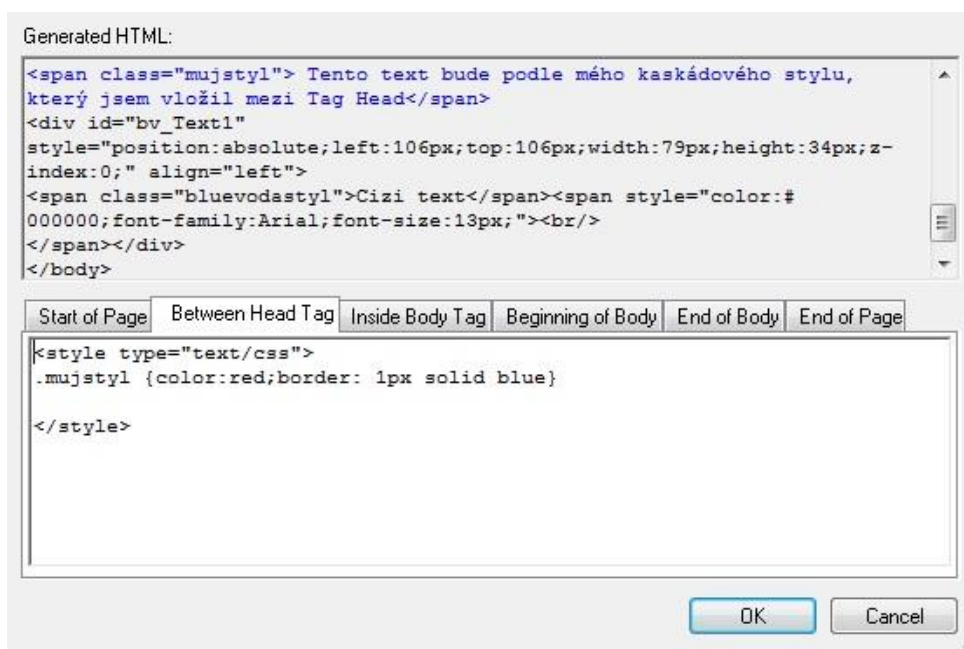 Generated HTML:
<span class="mujstyl"> Tento text bude podle mého kaskádového stylu,
který jsem vložil mezi Tag Head</span>
<div id="bv_Text1"
style="position:absolute;left:106px;top:106px;width:79px;height:34px;z-
index:0;" align="left">
<span class="bluevodastyl">Cizi text</span><span style="color:#
000000;font-family:Arial;font-size:13px;"><br/>
</span></div>
</body>
Start of Page Between Head Tag Inside Body Tag Beginning of Body End of Body End of Page
<style type="text/css">
.mujstyl {color:red;border: 1px solid blue}
</style>
OK Cancel